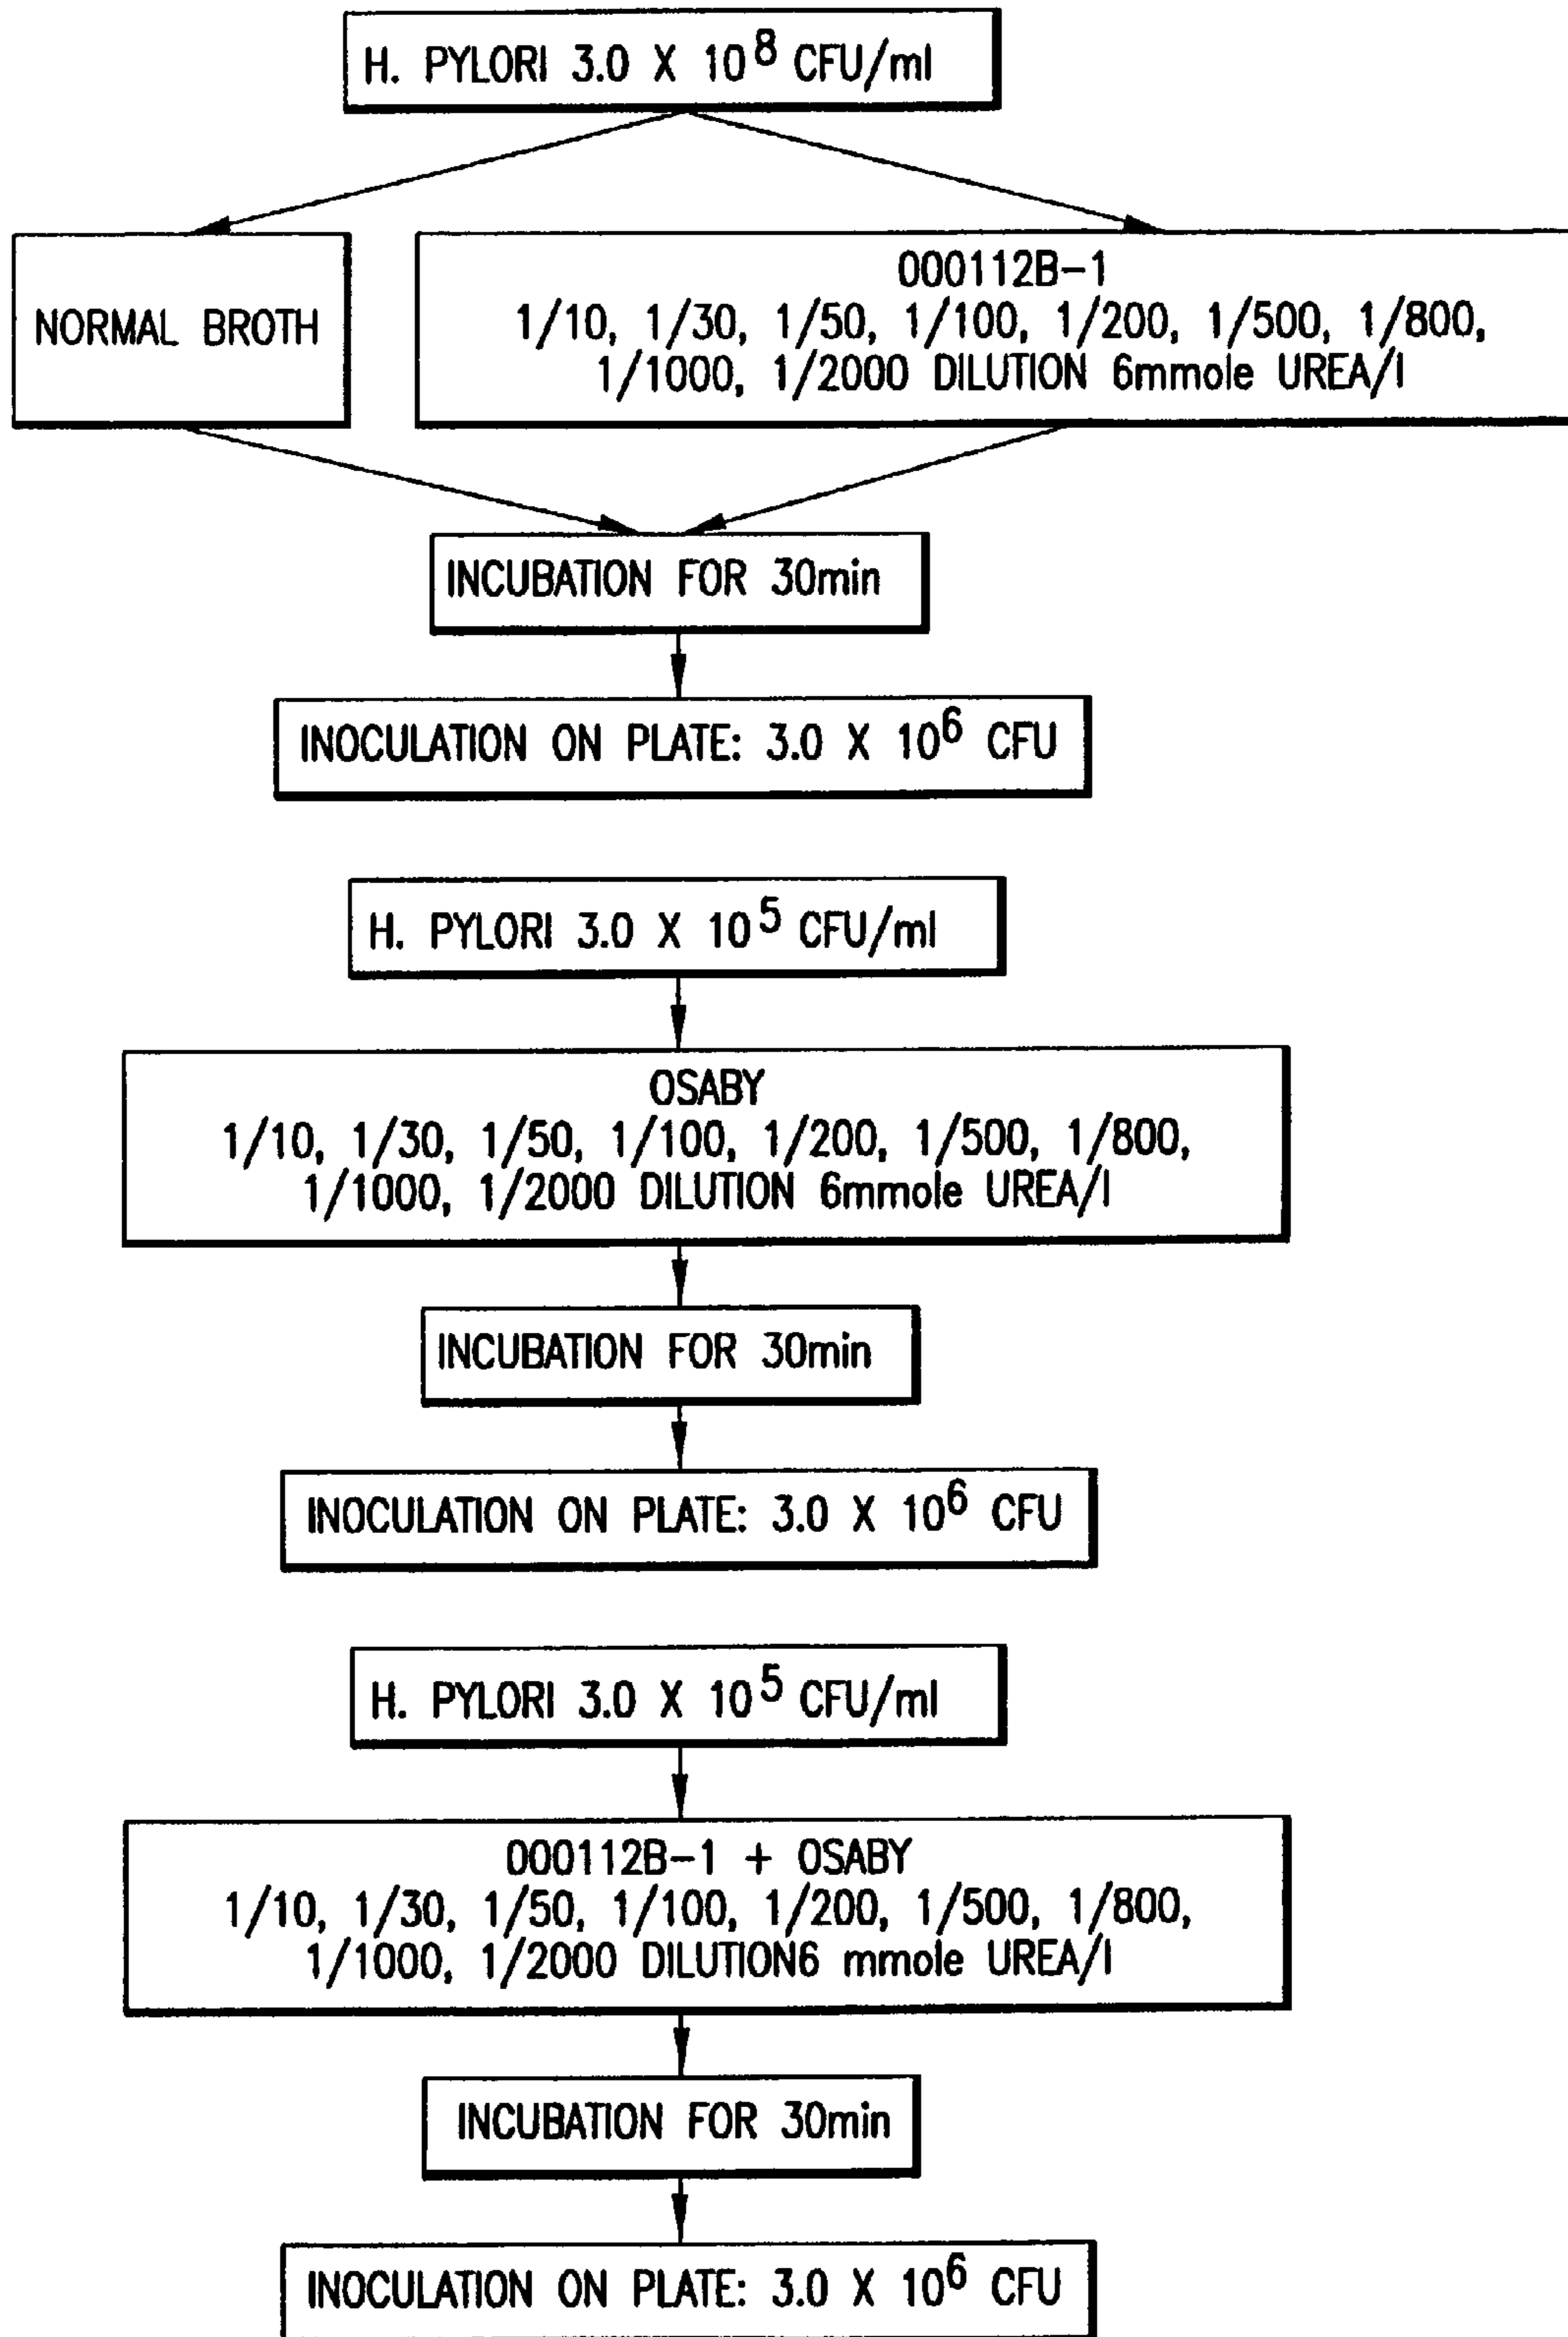 H. PYLORI 3.0 X 10⁸ CFU/ml
NORMAL BROTH
000112B-1
1/10, 1/30, 1/50, 1/100, 1/200, 1/500, 1/800,
1/1000, 1/2000 DILUTION 6mmole UREA/l
INCUBATION FOR 30min
INOCULATION ON PLATE: 3.0 X 10⁶ CFU
H. PYLORI 3.0 X 10⁵ CFU/ml
OSABY
1/10, 1/30, 1/50, 1/100, 1/200, 1/500, 1/800,
1/1000, 1/2000 DILUTION 6mmole UREA/l
INCUBATION FOR 30min
INOCULATION ON PLATE: 3.0 X 10⁶ CFU
H. PYLORI 3.0 X 10⁵ CFU/ml
000112B-1 + OSABY
1/10, 1/30, 1/50, 1/100, 1/200, 1/500, 1/800,
1/1000, 1/2000 DILUTION6 mmole UREA/l
INCUBATION FOR 30min
INOCULATION ON PLATE: 3.0 X 10⁶ CFU